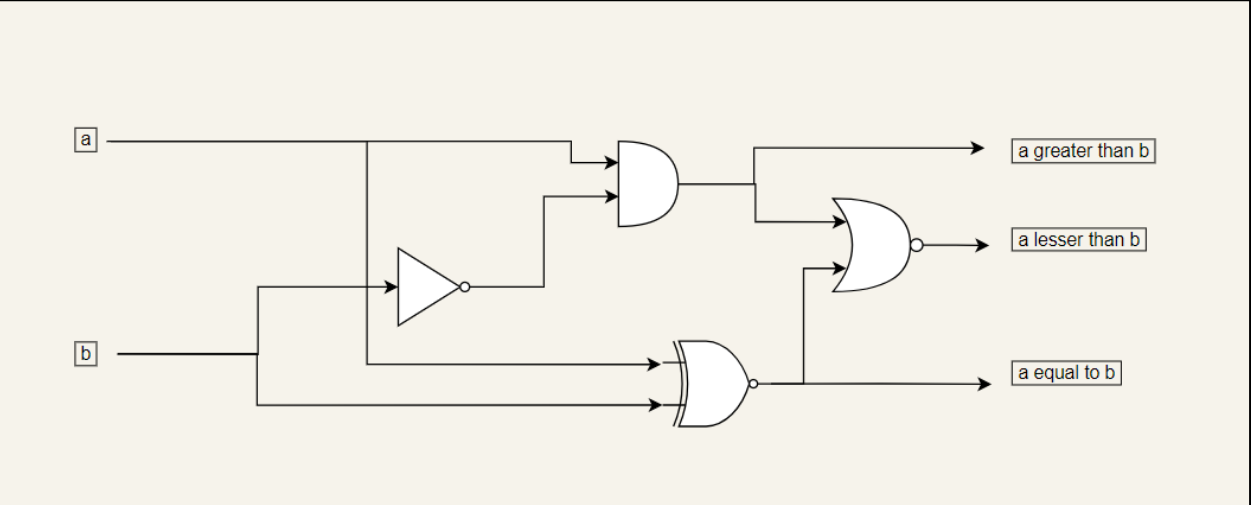 a
a greater than b
a lesser than b
b
a equal to b